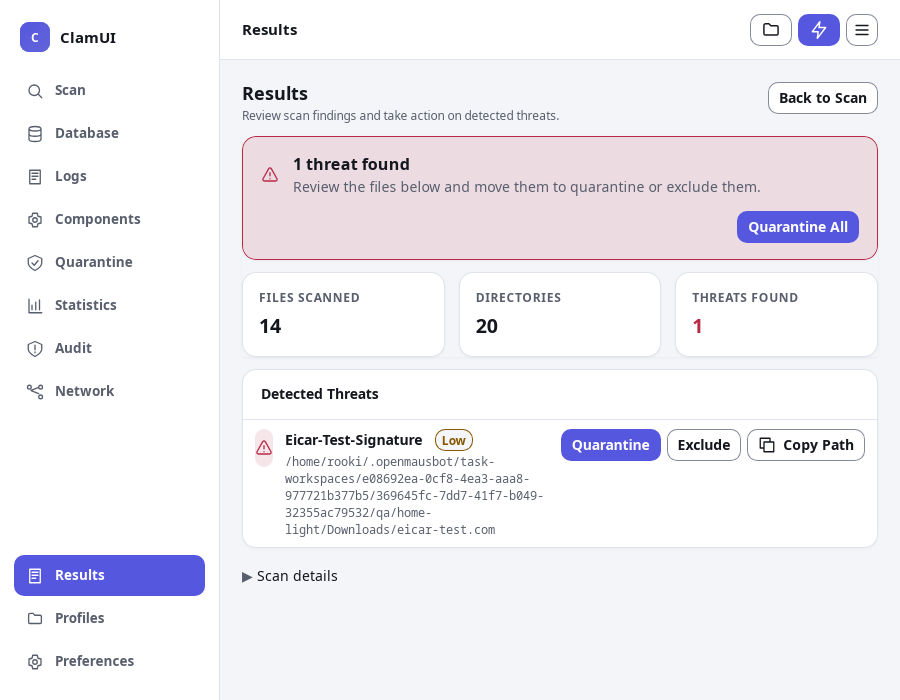 C ClamUI
Scan
Database
Logs
Components
Quarantine
Statistics
Audit
Network
Results
Profiles
Preferences
Results
Results
Review scan findings and take action on detected threats.
Back to Scan
1 threat found
Review the files below and move them to quarantine or exclude them.
Quarantine All
FILES SCANNED
14
DIRECTORIES
20
THREATS FOUND
1
Detected Threats
Eicar-Test-Signature Low
/home/rooki/.openmausbot/task-
workspaces/e08692ea-0cf8-4ea3-aaa8-
977721b377b5/369645fc-7dd7-41f7-b049-
32355ac79532/qa/home-
light/Downloads/eicar-test.com
Quarantine Exclude Copy Path
▶ Scan details